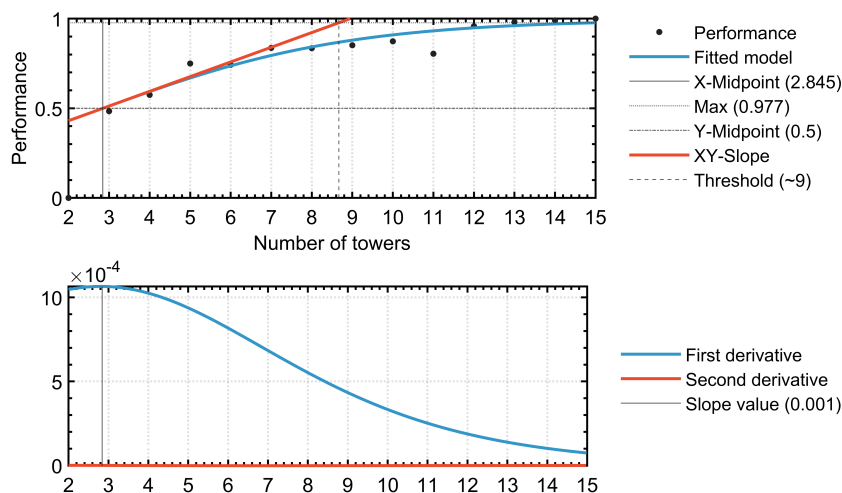 1
0.5
0
Performance
2 3 4 5 6 7 8 9 10 11 12 13 14 15
Number of towers
Performance
Fitted model
X-Midpoint (2.845)
Max (0.977)
Y-Midpoint (0.5)
XY-Slope
Threshold (~9)
×10-4
10
5
0
2 3 4 5 6 7 8 9 10 11 12 13 14 15
First derivative
Second derivative
Slope value (0.001)